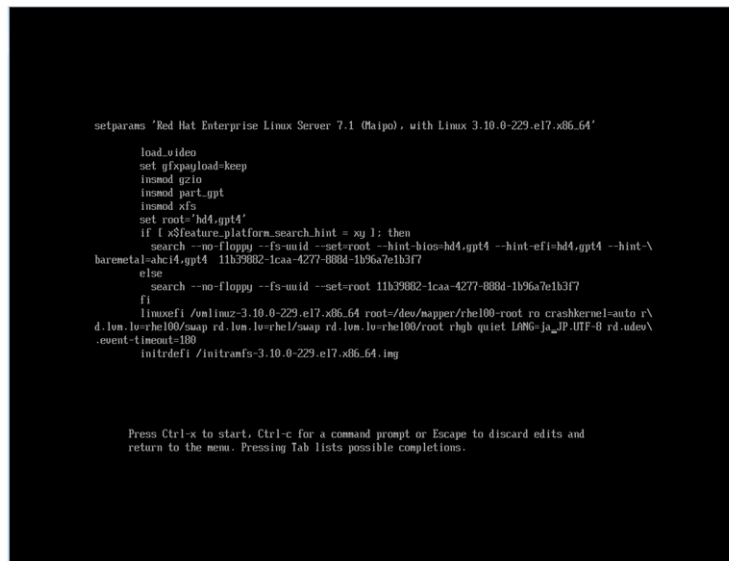 setparams 'Red Hat Enterprise Linux Server 7.1 (Maipo), with Linux 3.10.0-229.el7.x86_64'
load_video
set gfxpayload=keep
insmod gzio
insmod part_gpt
insmod xfs
set root='hd4,gpt4'
if [ x$feature_platform_search_hint = xy ]; then
search --no-floppy --fs-uuid --set=root --hint-bios=hd4,gpt4 --hint-efi=hd4,gpt4 --hint-\
baremetal=ahci4,gpt4  11b39882-1caa-4277-888d-1b96a7e1b3f7
else
search --no-floppy --fs-uuid --set=root 11b39882-1caa-4277-888d-1b96a7e1b3f7
fi
linuxefi /vmlinuz-3.10.0-229.el7.x86_64 root=/dev/mapper/rhel00-root ro crashkernel=auto r\
d.lvm.lv=rhel00/swap rd.lvm.lv=rhel/swap rd.lvm.lv=rhel00/root rhgb quiet LANG=ja_JP.UTF-8 rd.udev\
.event-timeout=180
initrdefi /initramfs-3.10.0-229.el7.x86_64.img
Press Ctrl-x to start, Ctrl-c for a command prompt or Escape to discard edits and
return to the menu. Pressing Tab lists possible completions.